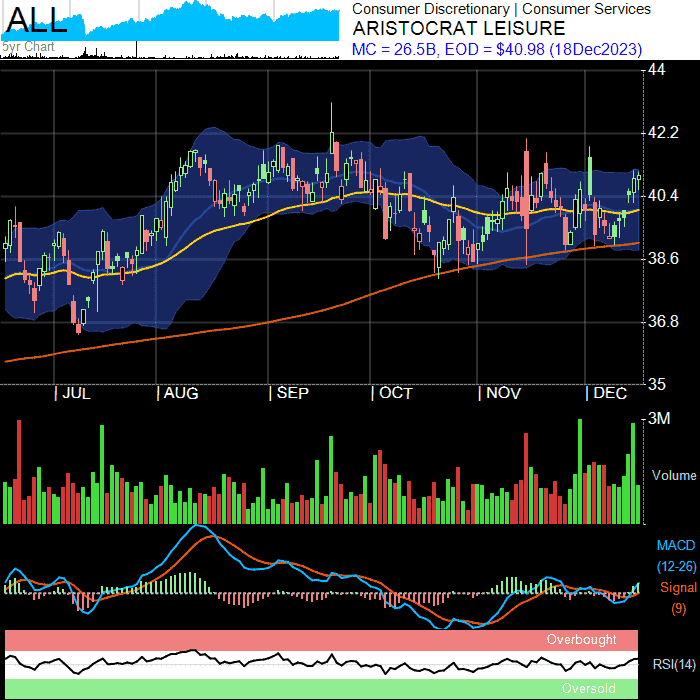 ALL
5yr Chart
Consumer Discretionary | Consumer Services
ARISTOCRAT LEISURE
MC = 26.5B, EOD = $40.98 (18Dec2023)
44
42.2
40.4
38.6
36.8
35
| JUL | AUG | SEP | OCT | NOV | DEC
3M
Volume
MACD
(12-26)
Signal
(9)
Overbought
RSI(14)
Oversold